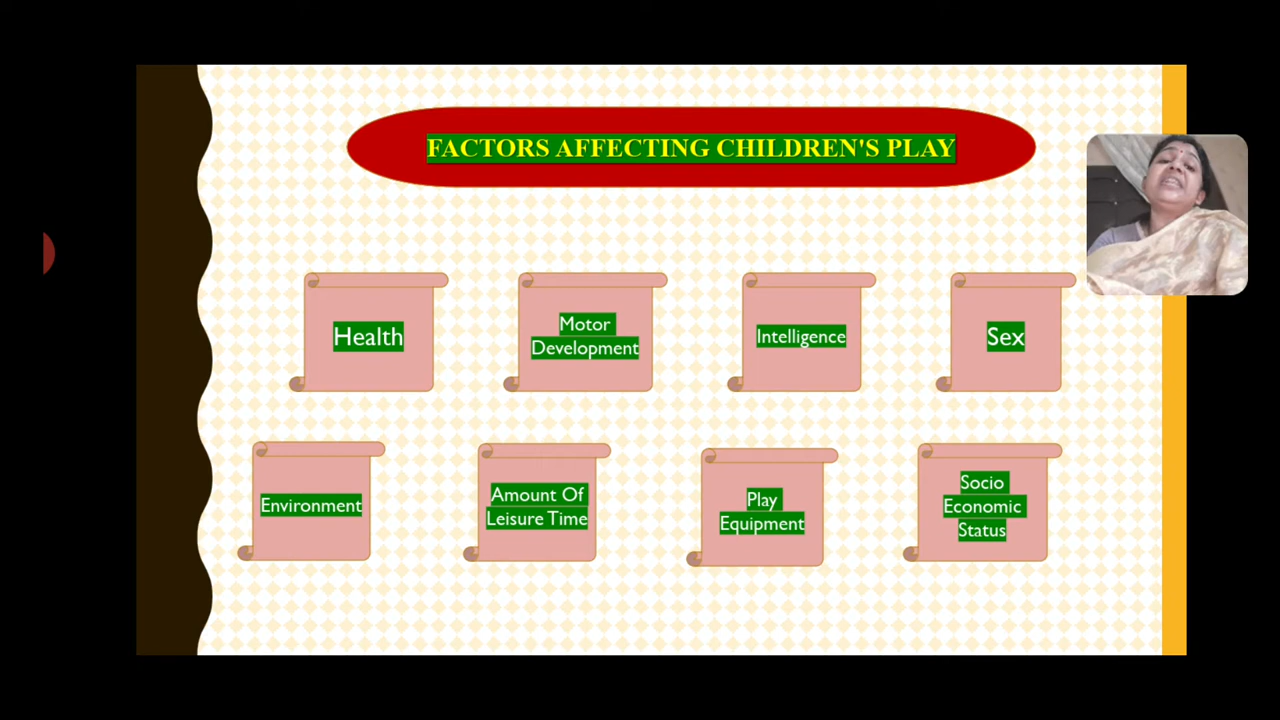 FACTORS AFFECTING CHILDREN'S PLAY
Health
Motor
Development
Intelligence
Sex
Environment
Amount Of
Leisure Time
Play
Equipment
Socio
Economic
Status